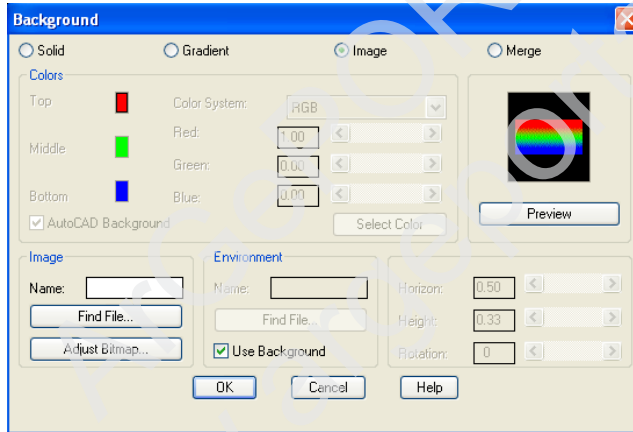 Background
Solid Gradient Image Merge
Colors
Top Color System: RGB
Red: 1.00
Middle
Green: 0.00
Bottom Blue: 0.00
AutoCAD Background Select Color
Preview
Image Environment
Name: Name: Horizon: 0.50
Find File... Find File... Height: 0.33
Adjust Bitmap... Use Background Rotation: 0
OK Cancel Help